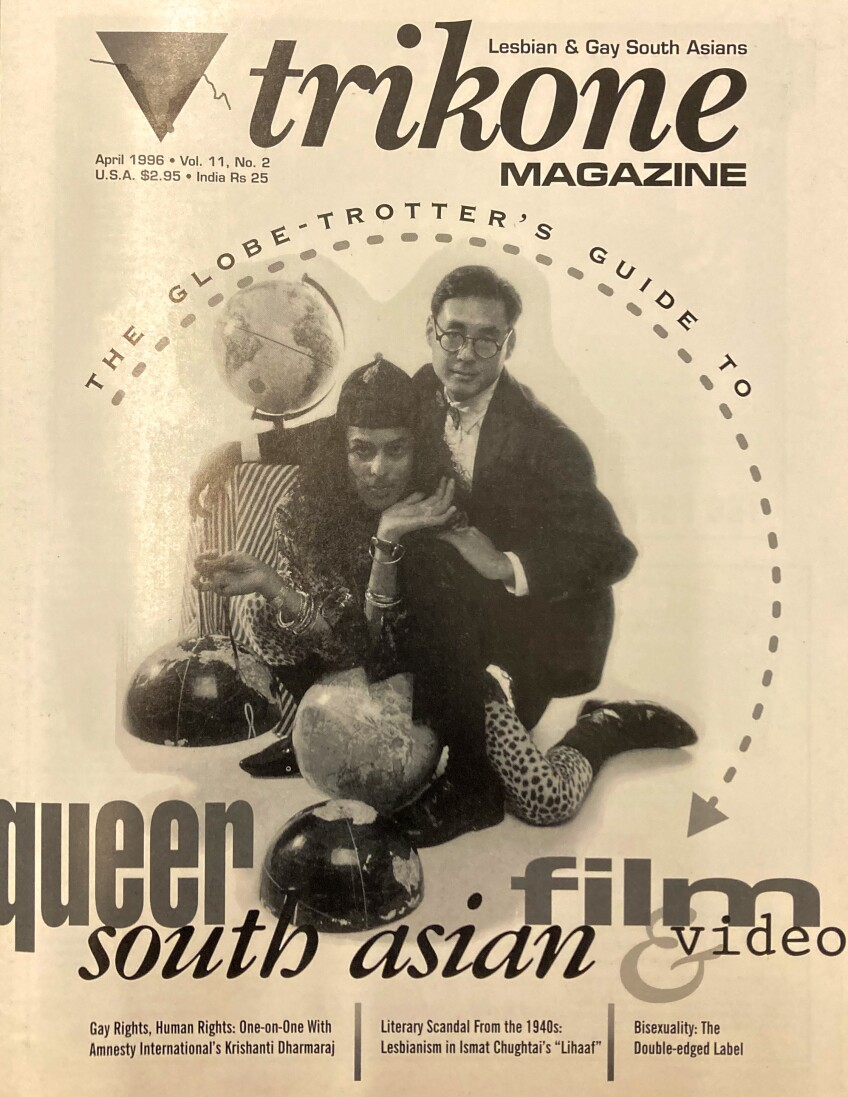 Lesbian & Gay South Asians
trikone
MAGAZINE
April 1996 • Vol. 11, No. 2
U.S.A. $2.95 • India Rs 25
THE GLOBE-TROTTER'S GUIDE TO
queer
south asian
film
& video
Gay Rights, Human Rights: One-on-One With
Amnesty International's Krishanti Dharmaraj
Literary Scandal From the 1940s:
Lesbianism in Ismat Chughtai's "Lihaaf"
Bisexuality: The
Double-edged Label